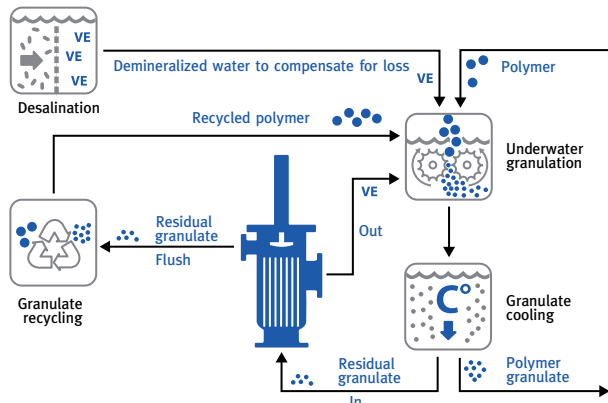 VE
VE
VE
Desalination
Demineralized water to compensate for loss
VE
Polymer
Recycled polymer
Underwater
granulation
VE
Out
Residual
granulate
Flush
Granulate
recycling
C°
Granulate
cooling
Residual
granulate
In
Polymer
granulate